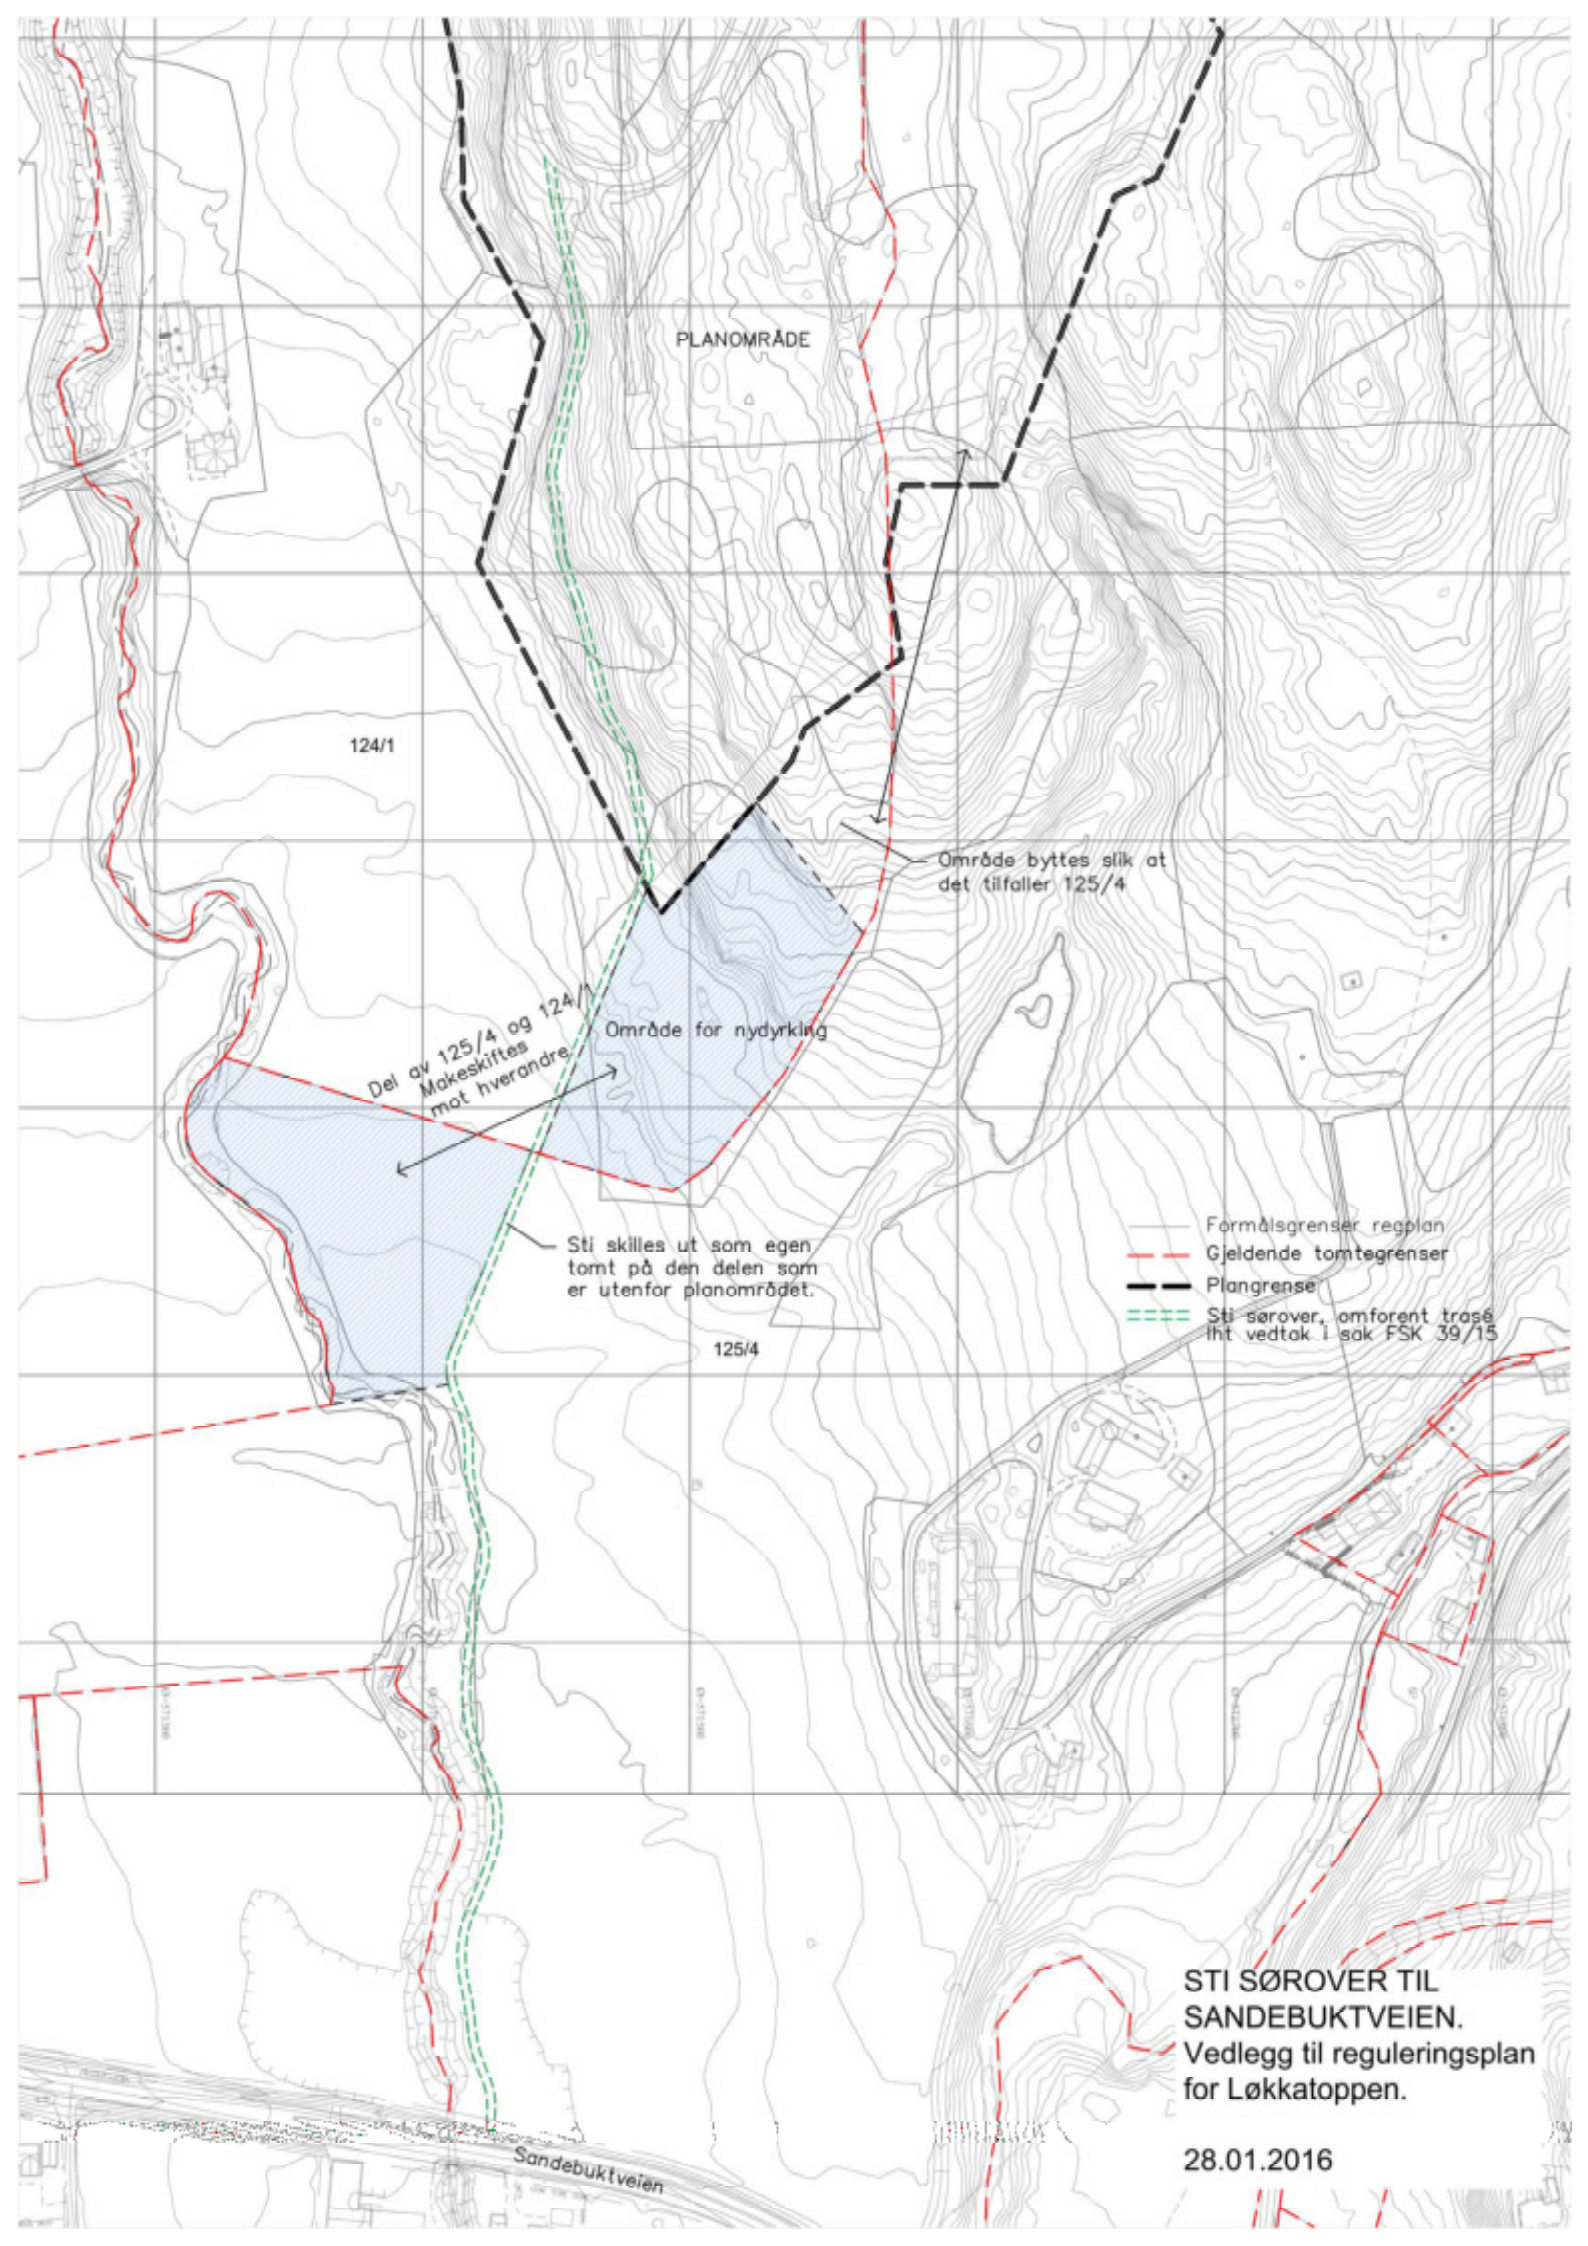 PLANOMRÅDE
124/1
Område byttes slik at
det tilfaller 125/4
Del av 125/4 og 124/1
Makeskiftes
mot hverandre
Område for nydyrking
Sti skilles ut som egen
tomt på den delen som
er utenfor planområdet.
125/4
Formålsgrenser regplan
Gjeldende tomtegrenser
Plangrense
Sti sørover, omforent trasé
iht vedtak i sak FSK 39/15
STI SØROVER TIL
SANDEBUKTVEIEN.
Vedlegg til reguleringsplan
for Løkkatoppen.
28.01.2016
Sandebuktveien